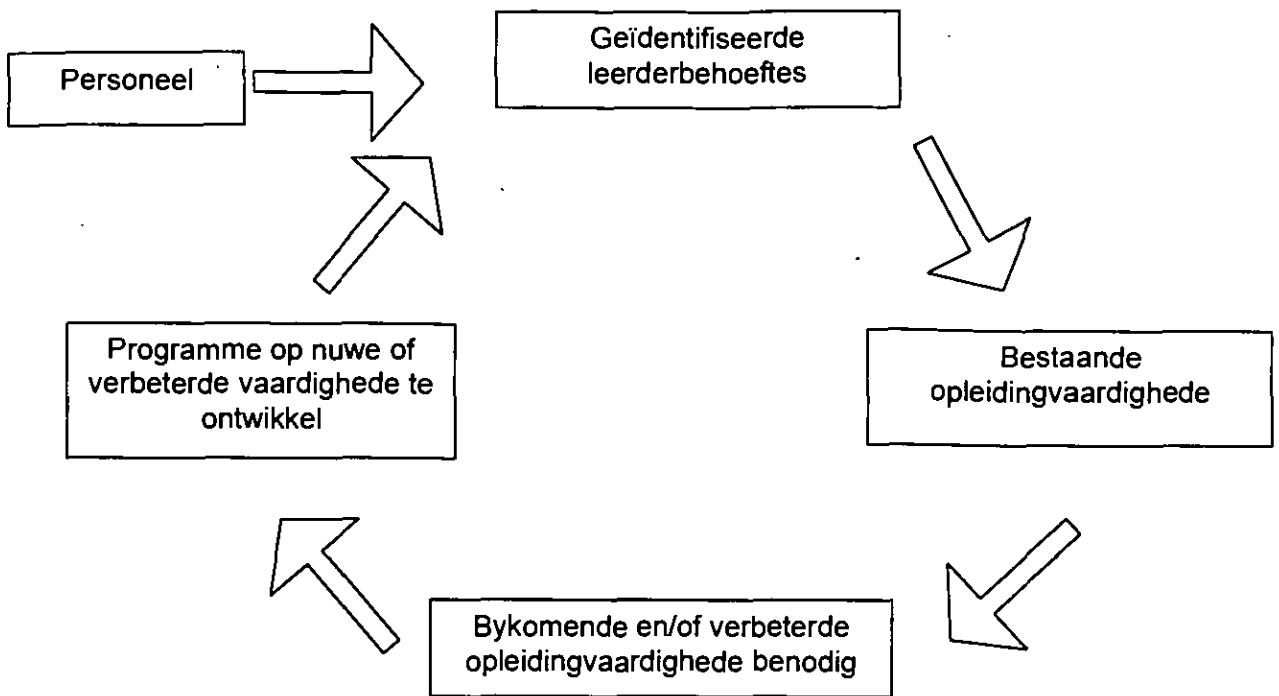 Personeel
Geïdentifiseerde
leerderbehoeftes
Bestaande
opleidingvaardighede
Bykomende en/of verbeterde
opleidingvaardighede benodig
Programme op nuwe of
verbeterde vaardighede te
ontwikkel